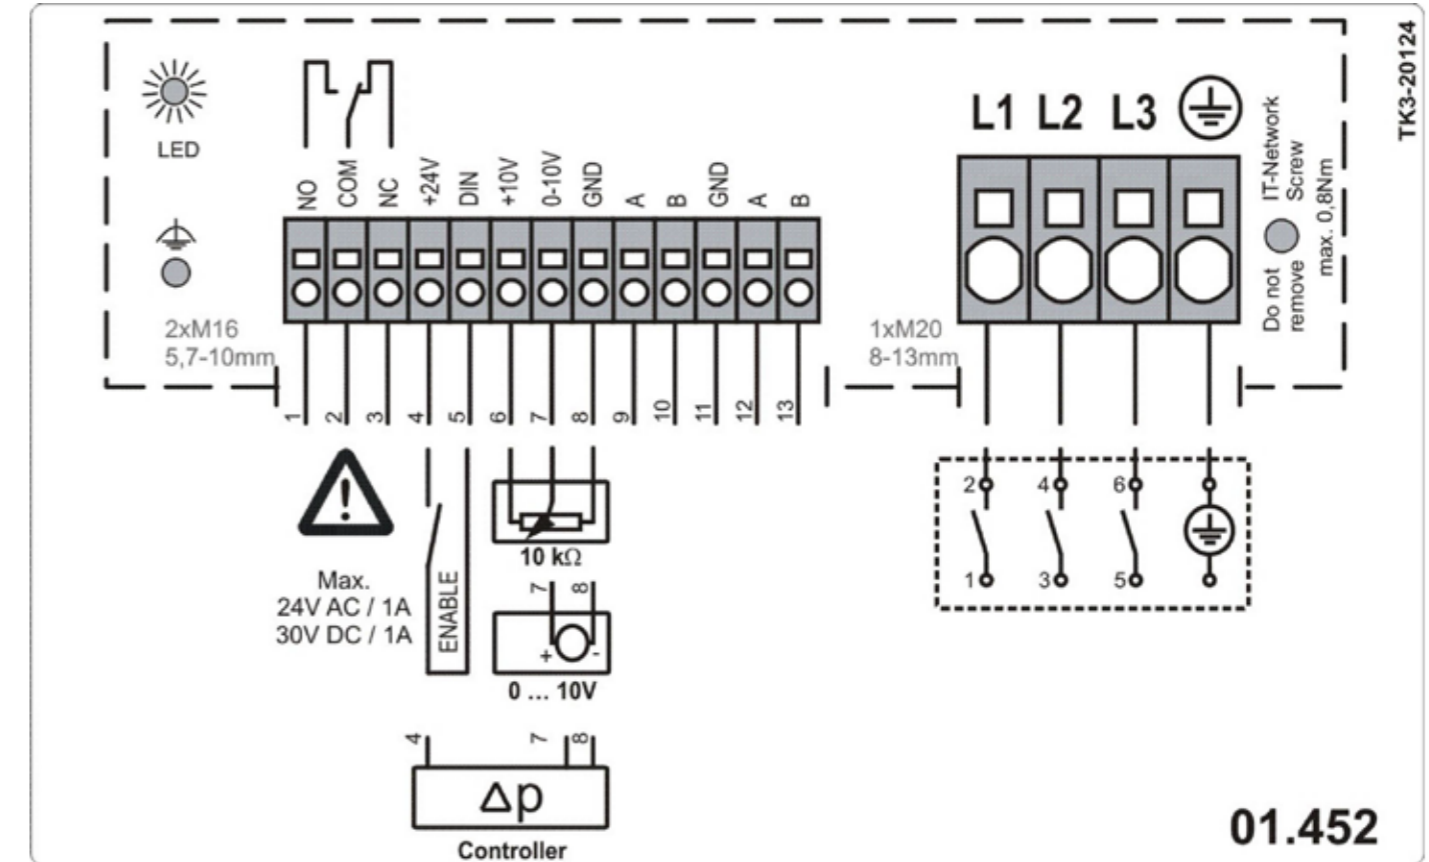 TK3-20124
LED
NO
COM
NC
+24V
DIN
+10V
0-10V
GND
A
B
GND
A
B
L1 L2 L3
IT-Network
Screw
Do not
remove
max. 0,8Nm
2xM16
5,7-10mm
1xM20
8-13mm
1
2
3
4
5
6
7
8
9
10
11
12
13
!
Max.
24V AC / 1A
30V DC / 1A
ENABLE
10 kΩ
7 8
+ -
0 ... 10V
4 7 8
Δp
Controller
2 4 6
1 3 5
01.452